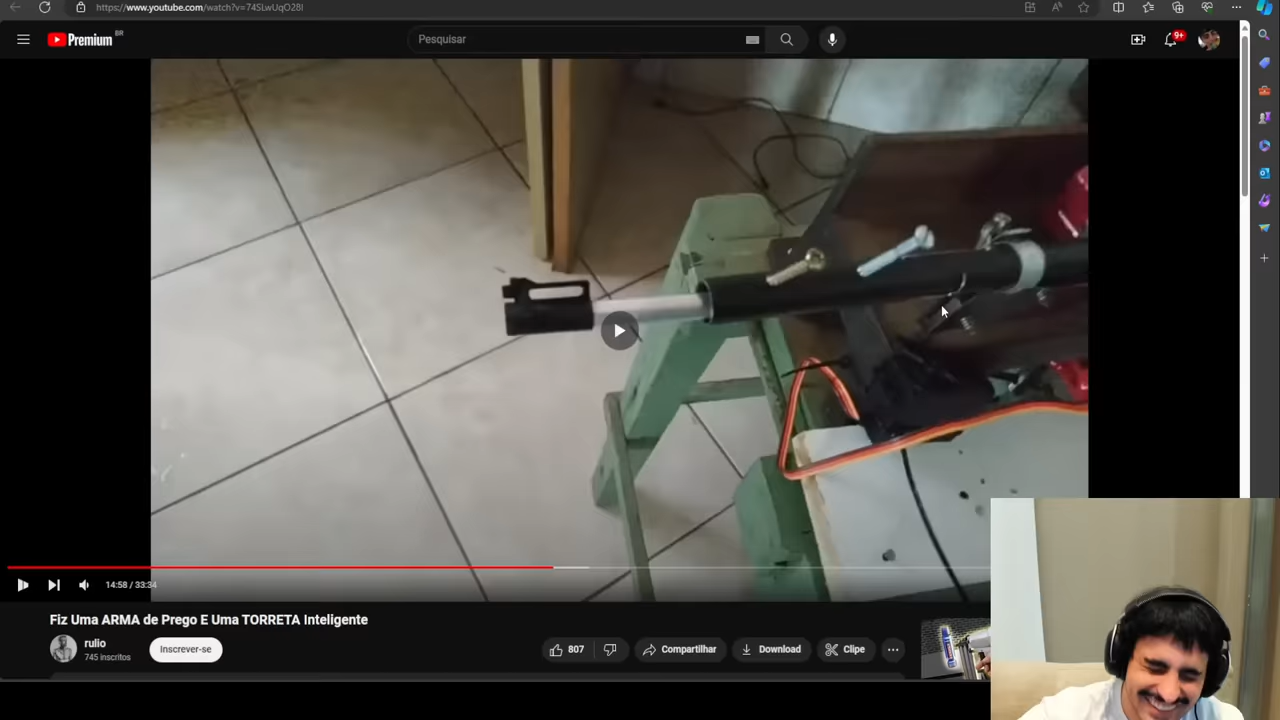 https://www.youtube.com/watch?v=74SLwUqO28I
Premium BR
Pesquisar
9+
14:58 / 33:34
Fiz Uma ARMA de Prego E Uma TORRETA Inteligente
rulio
745 inscritos
Inscrever-se
807
Compartilhar
Download
Clipe